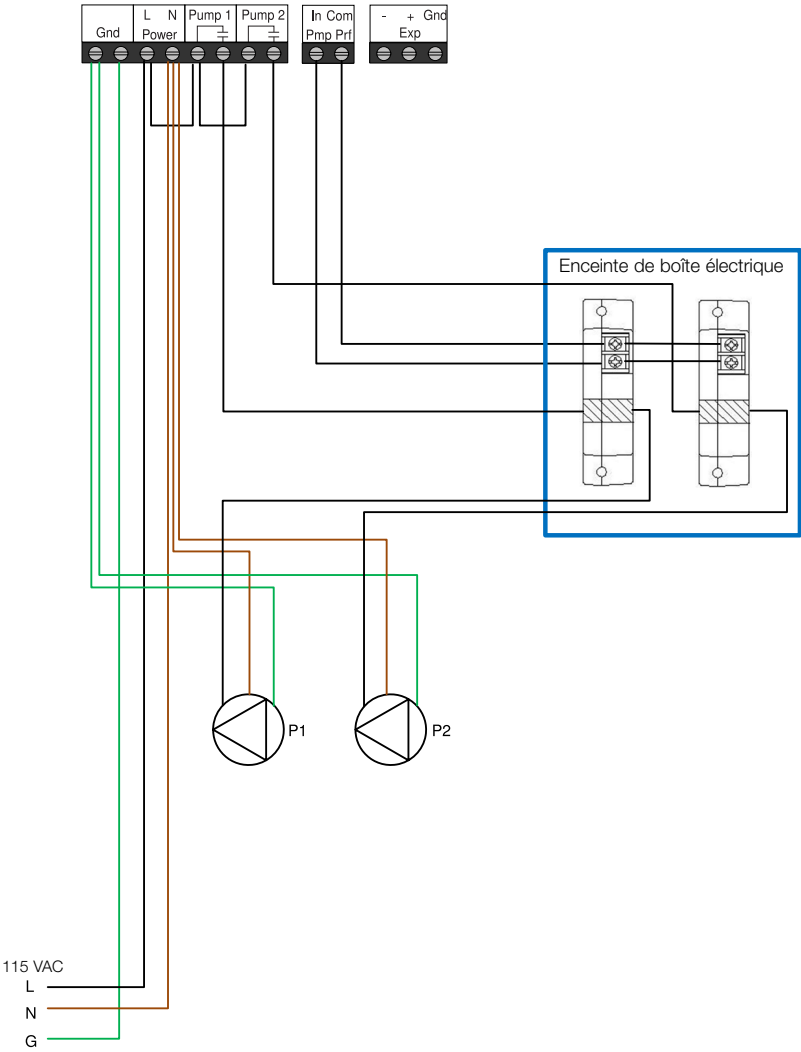 L N Pump 1 Pump 2 In Com - + Gnd
Gnd Power Pmp Prf Exp
Enceinte de boîte électrique
P1 P2
115 VAC
L
N
G